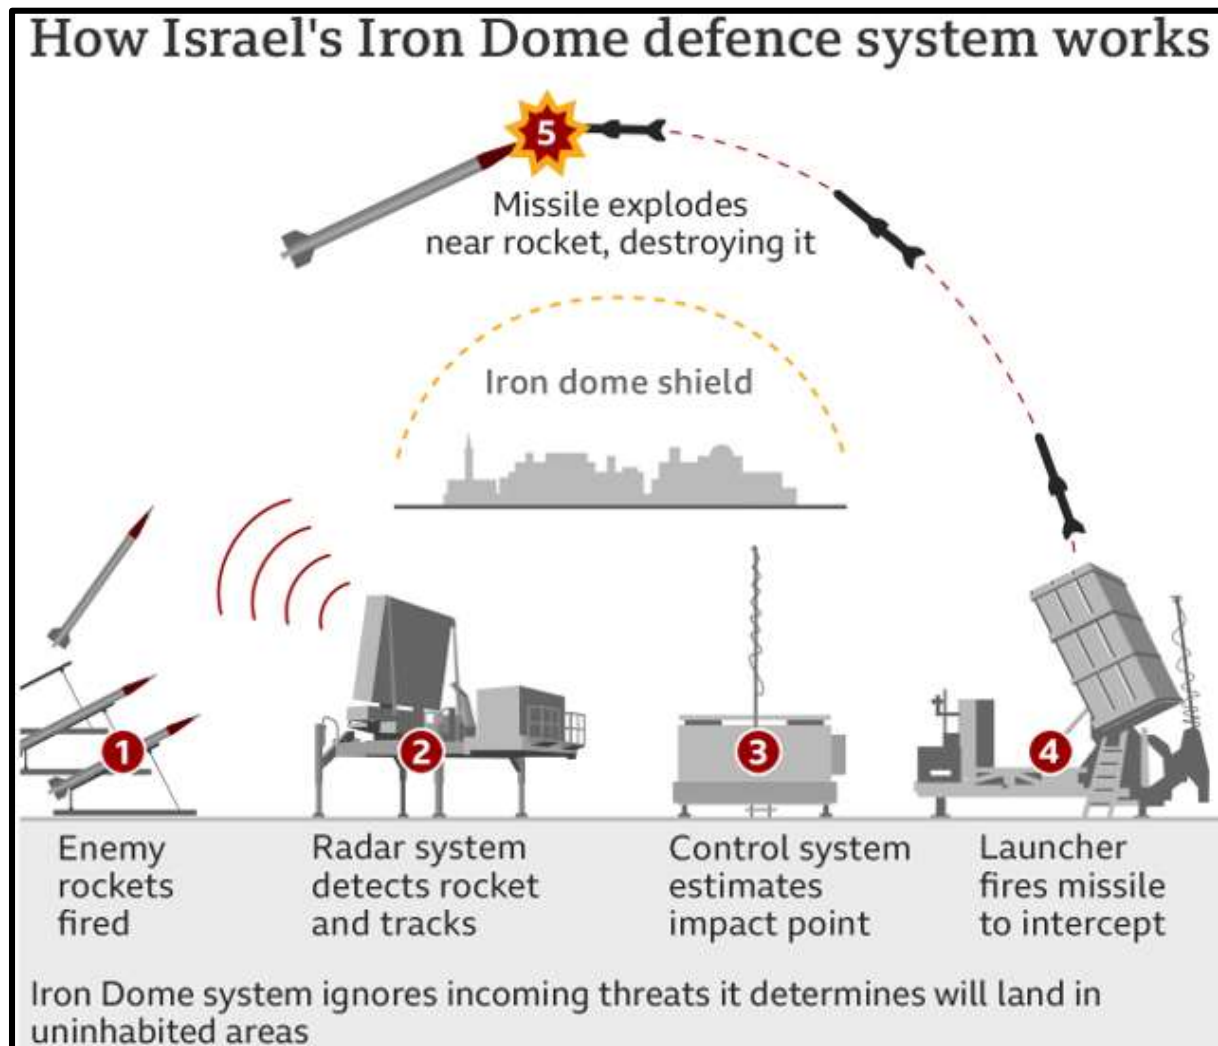 How Israel's Iron Dome defence system works
5
Missile explodes
near rocket, destroying it
Iron dome shield
1
2
3
4
Enemy
rockets
fired
Radar system
detects rocket
and tracks
Control system
estimates
impact point
Launcher
fires missile
to intercept
Iron Dome system ignores incoming threats it determines will land in
uninhabited areas